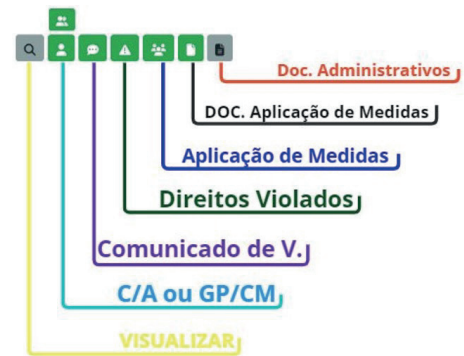 Doc. Administrativos
DOC. Aplicação de Medidas
Aplicação de Medidas
Direitos Violados
Comunicado de V.
C/A ou GP/CM
VISUALIZAR